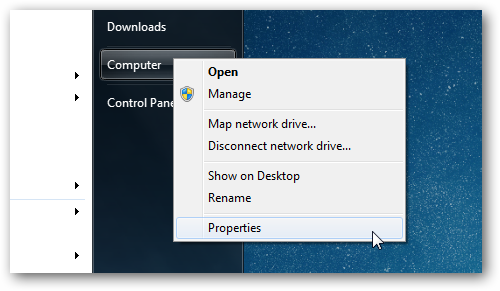 Downloads
Computer
Control Pane
Open
Manage
Map network drive...
Disconnect network drive...
Show on Desktop
Rename
Properties